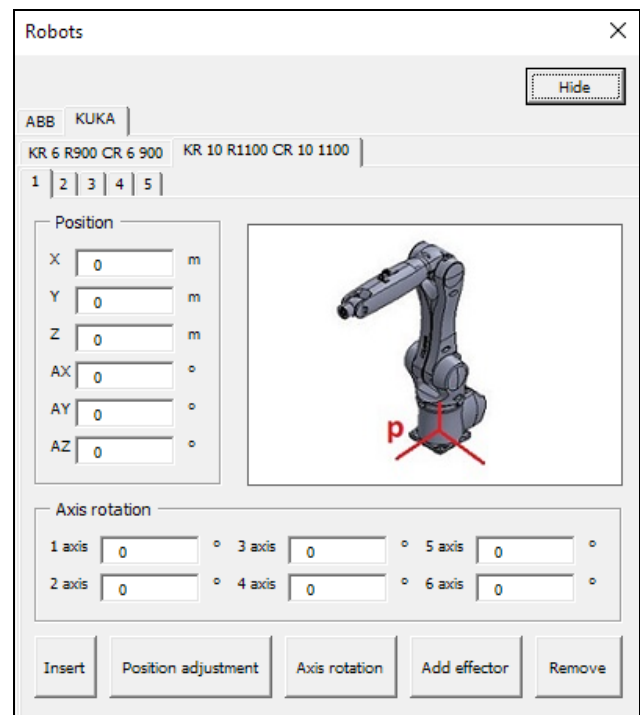 Robots
Hide
ABB KUKA
KR 6 R900 CR 6 900 KR 10 R1100 CR 10 1100
1 2 3 4 5
Position
X 0 m
Y 0 m
Z 0 m
AX 0 °
AY 0 °
AZ 0 °
p
Axis rotation
1 axis 0 ° 3 axis 0 ° 5 axis 0 °
2 axis 0 ° 4 axis 0 ° 6 axis 0 °
Insert Position adjustment Axis rotation Add effector Remove